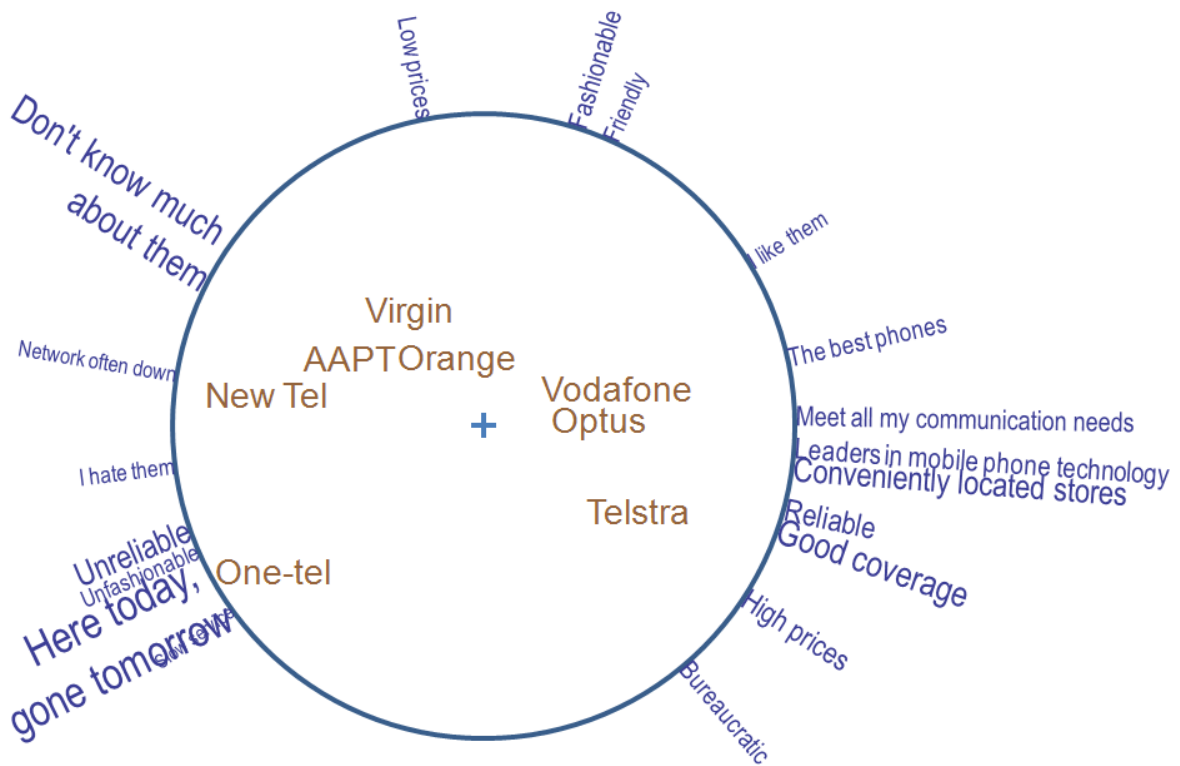 Low prices
Fashionable
Friendly
Don't know much
about them
I like them
Virgin
The best phones
Network often down
AAPT
Orange
New Tel
Vodafone
Optus
Meet all my communication needs
Leaders in mobile phone technology
Conveniently located stores
I hate them
Telstra
Reliable
Good coverage
Unreliable
Unfashionable
One-tel
Here today,
gone tomorrow
Slow service
High prices
Bureaucratic